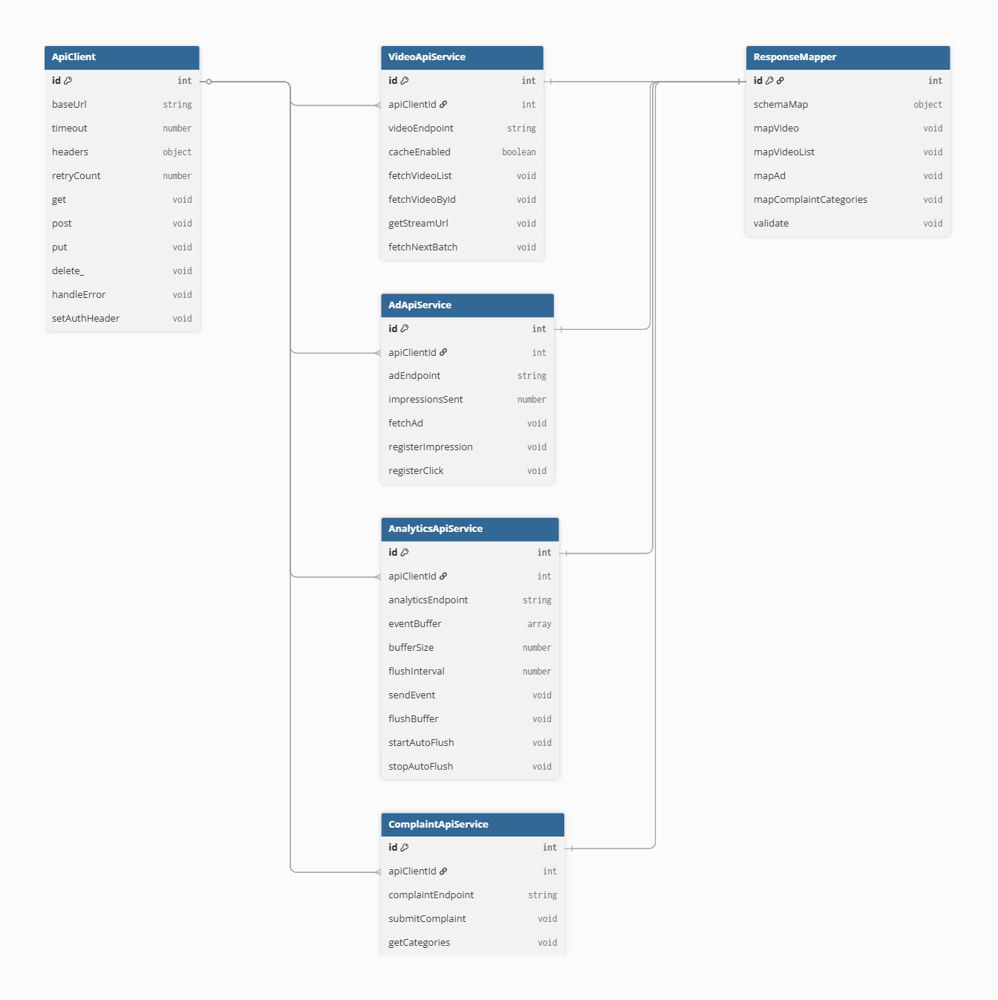 ApiClient
id int
baseUrl string
timeout number
headers object
retryCount number
get void
post void
put void
delete_ void
handleError void
setAuthHeader void
VideoApiService
id int
apiClientId int
videoEndpoint string
cacheEnabled boolean
fetchVideoList void
fetchVideoById void
getStreamUrl void
fetchNextBatch void
AdApiService
id int
apiClientId int
adEndpoint string
impressionsSent number
fetchAd void
registerImpression void
registerClick void
AnalyticsApiService
id int
apiClientId int
analyticsEndpoint string
eventBuffer array
bufferSize number
flushInterval number
sendEvent void
flushBuffer void
startAutoFlush void
stopAutoFlush void
ComplaintApiService
id int
apiClientId int
complaintEndpoint string
submitComplaint void
getCategories void
ResponseMapper
id int
schemaMap object
mapVideo void
mapVideoList void
mapAd void
mapComplaintCategories void
validate void